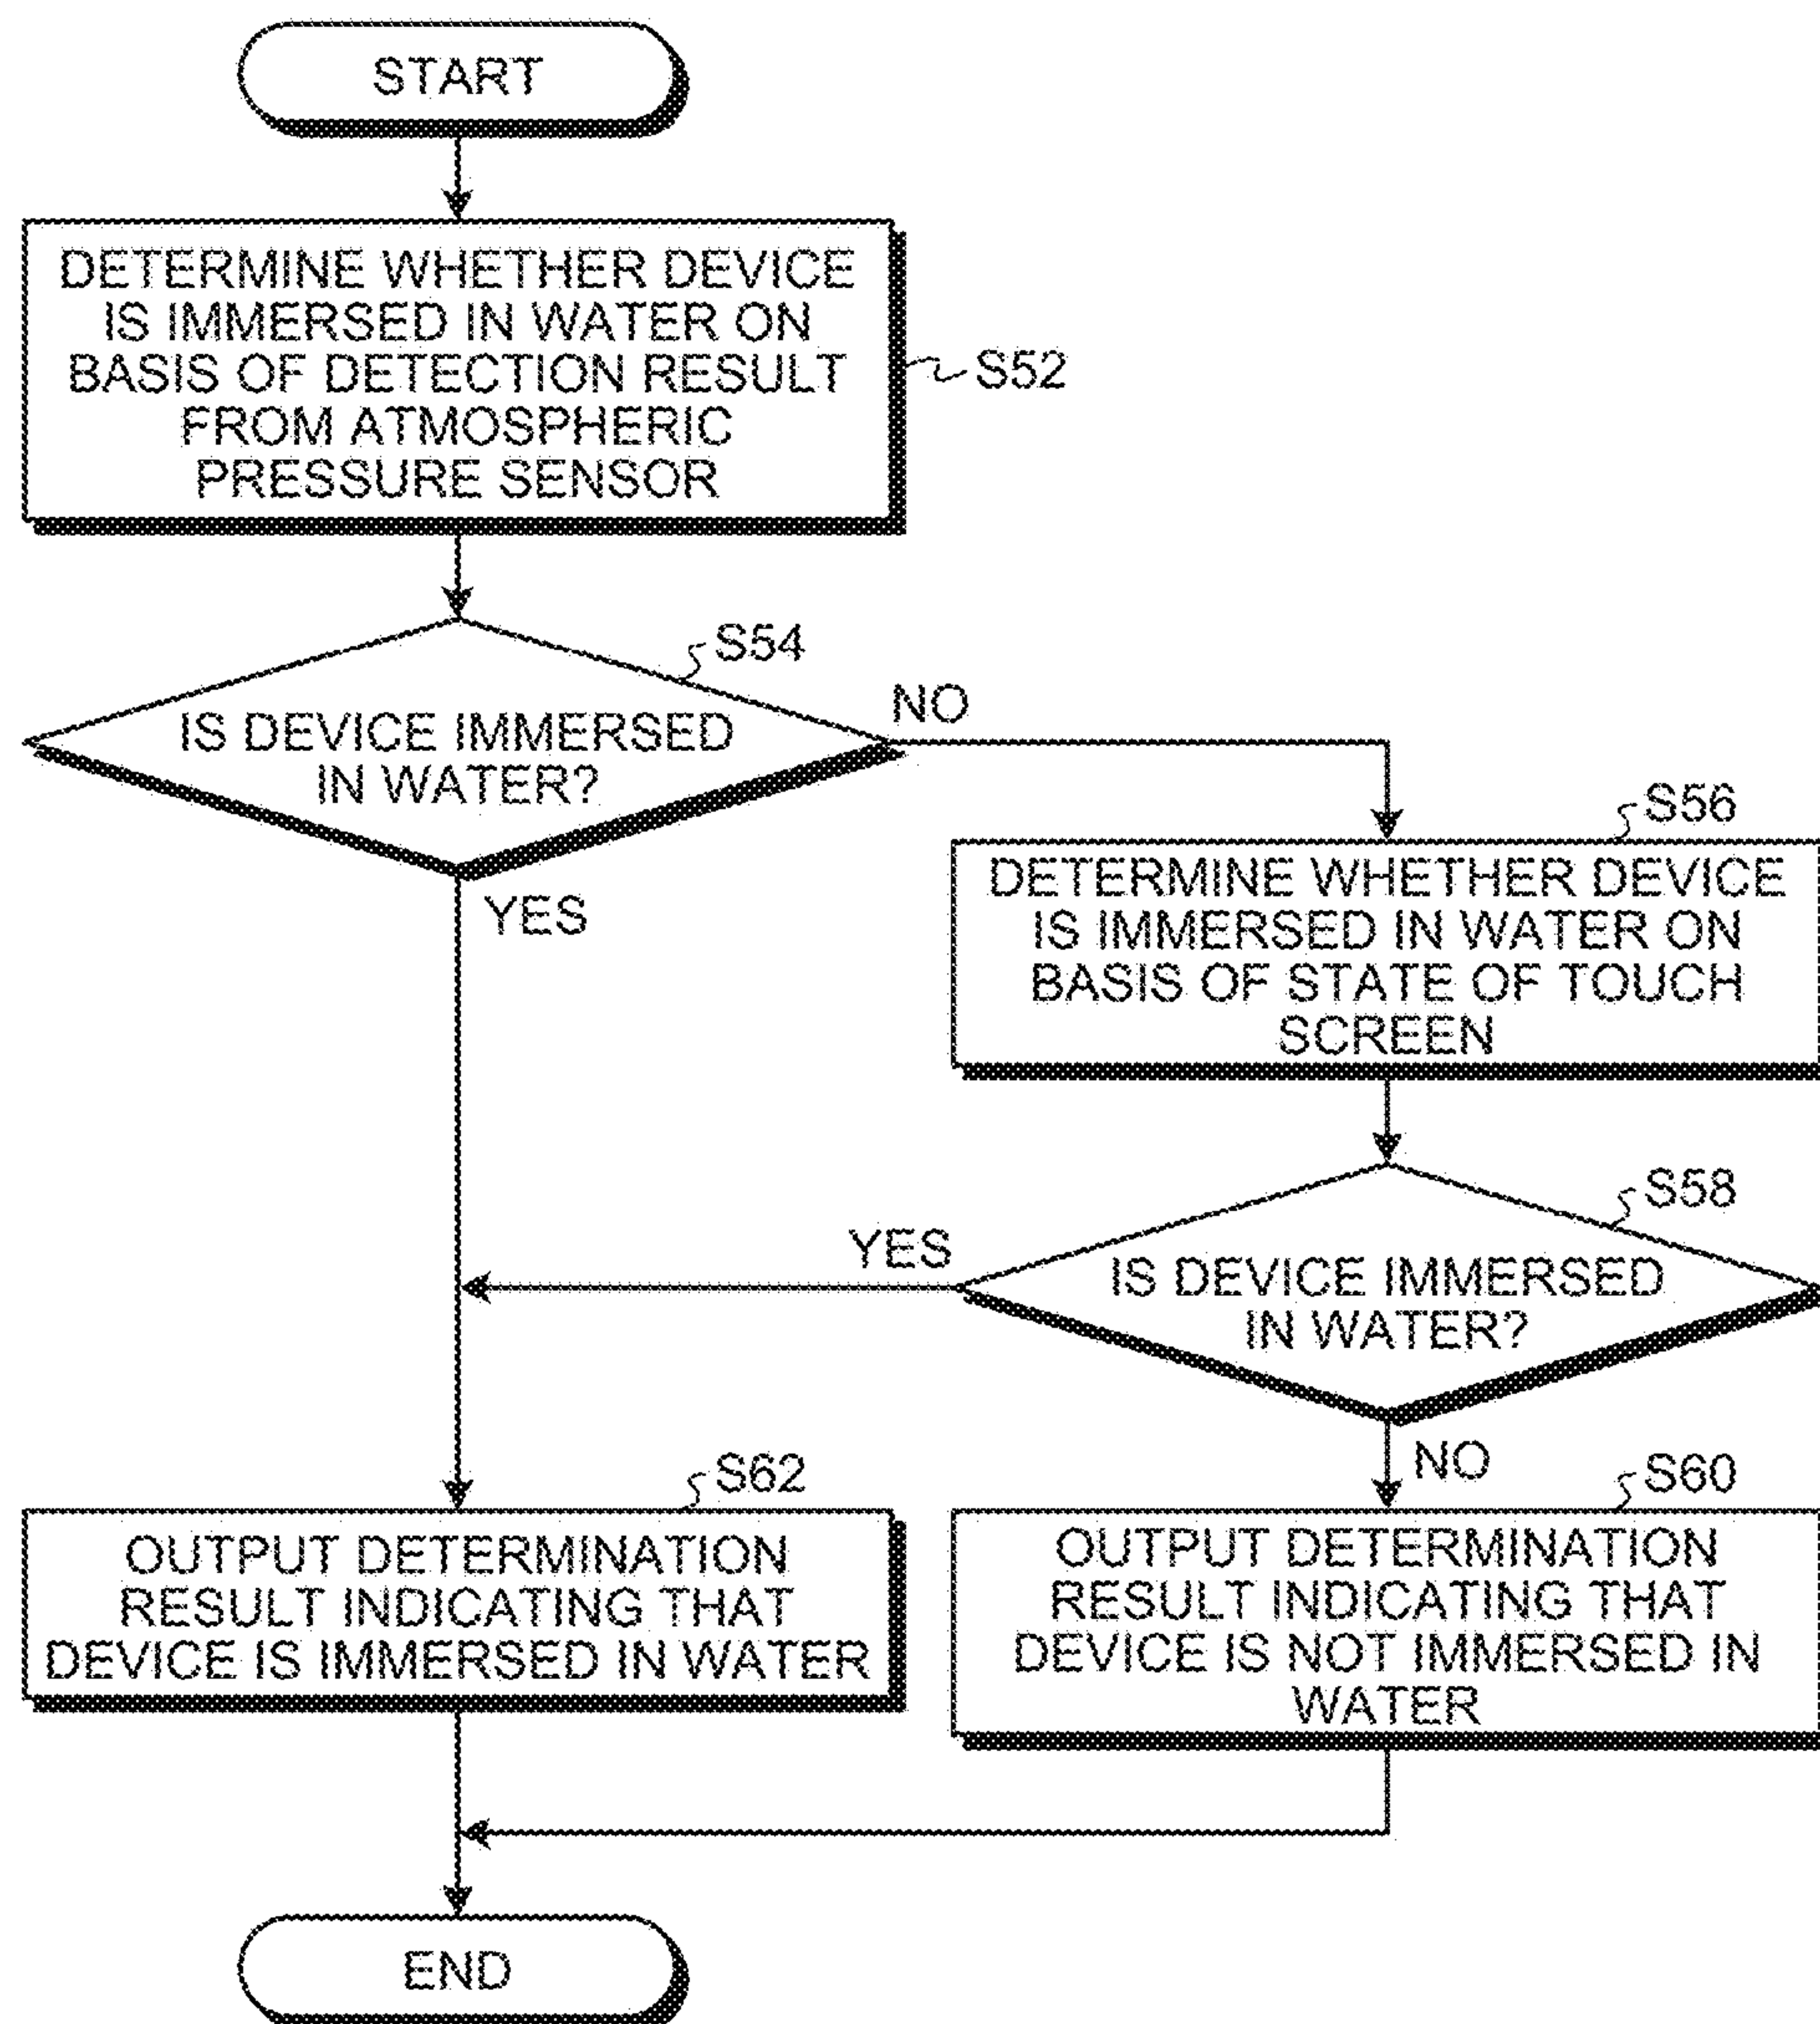 START
DETERMINE WHETHER DEVICE
IS IMMERSED IN WATER ON
BASIS OF DETECTION RESULT
FROM ATMOSPHERIC
PRESSURE SENSOR
S52
S54
IS DEVICE IMMERSED
IN WATER?
NO
YES
S56
DETERMINE WHETHER DEVICE
IS IMMERSED IN WATER ON
BASIS OF STATE OF TOUCH
SCREEN
S58
IS DEVICE IMMERSED
IN WATER?
YES
NO
S62
OUTPUT DETERMINATION
RESULT INDICATING THAT
DEVICE IS IMMERSED IN WATER
S60
OUTPUT DETERMINATION
RESULT INDICATING THAT
DEVICE IS NOT IMMERSED IN
WATER
END